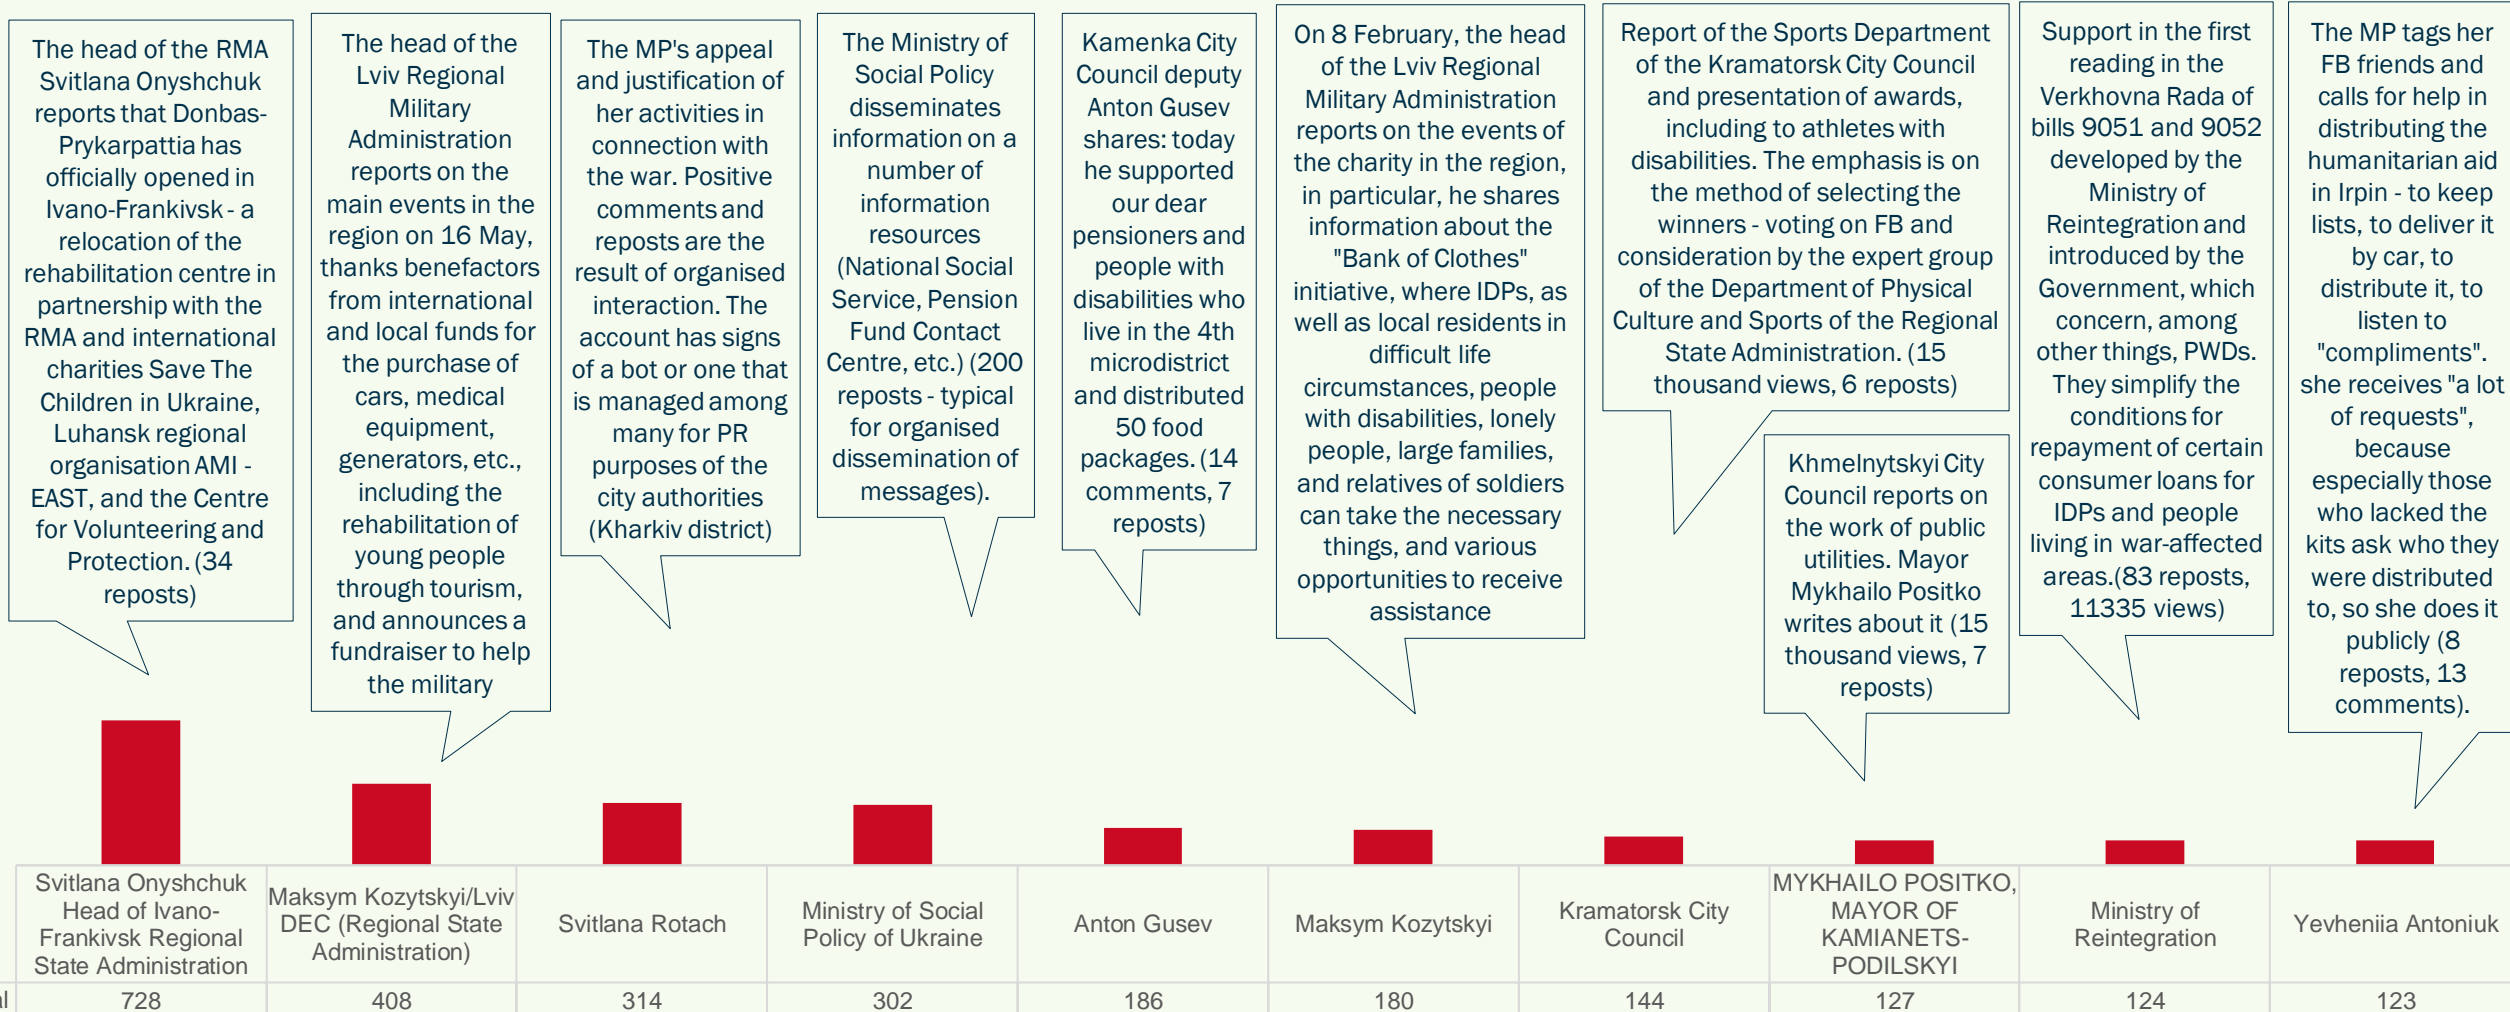 The head of the RMA
Svitlana Onyshchuk
reports that Donbas-
Prykarpattia has
officially opened in
Ivano-Frankivsk - a
relocation of the
rehabilitation centre in
partnership with the
RMA and international
charities Save The
Children in Ukraine,
Luhansk regional
organisation AMI -
EAST, and the Centre
for Volunteering and
Protection. (34
reposts)
The head of the
Lviv Regional
Military
Administration
reports on the
main events in the
region on 16 May,
thanks benefactors
from international
and local funds for
the purchase of
cars, medical
equipment,
generators, etc.,
including the
rehabilitation of
young people
through tourism,
and announces a
fundraiser to help
the military
The MP's appeal
and justification of
her activities in
connection with
the war. Positive
comments and
reposts are the
result of organised
interaction. The
account has signs
of a bot or one that
is managed among
many for PR
purposes of the
city authorities
(Kharkiv district)
The Ministry of
Social Policy
disseminates
information on a
number of
information
resources
(National Social
Service, Pension
Fund Contact
Centre, etc.) (200
reposts - typical
for organised
dissemination of
messages).
Kamenka City
Council deputy
Anton Gusev
shares: today
he supported
our dear
pensioners and
people with
disabilities who
live in the 4th
microdistrict
and distributed
50 food
packages. (14
comments, 7
reposts)
On 8 February, the head
of the Lviv Regional
Military Administration
reports on the events of
the charity in the region,
in particular, he shares
information about the
"Bank of Clothes"
initiative, where IDPs, as
well as local residents in
difficult life
circumstances, people
with disabilities, lonely
people, large families,
and relatives of soldiers
can take the necessary
things, and various
opportunities to receive
assistance
Report of the Sports Department
of the Kramatorsk City Council
and presentation of awards,
including to athletes with
disabilities. The emphasis is on
the method of selecting the
winners - voting on FB and
consideration by the expert group
of the Department of Physical
Culture and Sports of the Regional
State Administration. (15
thousand views, 6 reposts)
Khmelnytskyi City
Council reports on
the work of public
utilities. Mayor
Mykhailo Positko
writes about it (15
thousand views, 7
reposts)
Support in the first
reading in the
Verkhovna Rada of
bills 9051 and 9052
developed by the
Ministry of
Reintegration and
introduced by the
Government, which
concern, among
other things, PWDs.
They simplify the
conditions for
repayment of certain
consumer loans for
IDPs and people
living in war-affected
areas.(83 reposts,
11335 views)
The MP tags her
FB friends and
calls for help in
distributing the
humanitarian aid
in Irpin - to keep
lists, to deliver it
by car, to
distribute it, to
listen to
"compliments".
she receives "a lot
of requests",
because
especially those
who lacked the
kits ask who they
were distributed
to, so she does it
publicly (8
reposts, 13
comments).
Svitlana Onyshchuk
Head of Ivano-
Frankivsk Regional
State Administration
Maksym Kozytskyi/Lviv
DEC (Regional State
Administration)
Svitlana Rotach
Ministry of Social
Policy of Ukraine
Anton Gusev
Maksym Kozytskyi
Kramatorsk City
Council
MYKHAILO POSITKO,
MAYOR OF
KAMIANETS-
PODILSKYI
Ministry of
Reintegration
Yevheniia Antoniuk
728 408 314 302 186 180 144 127 124 123